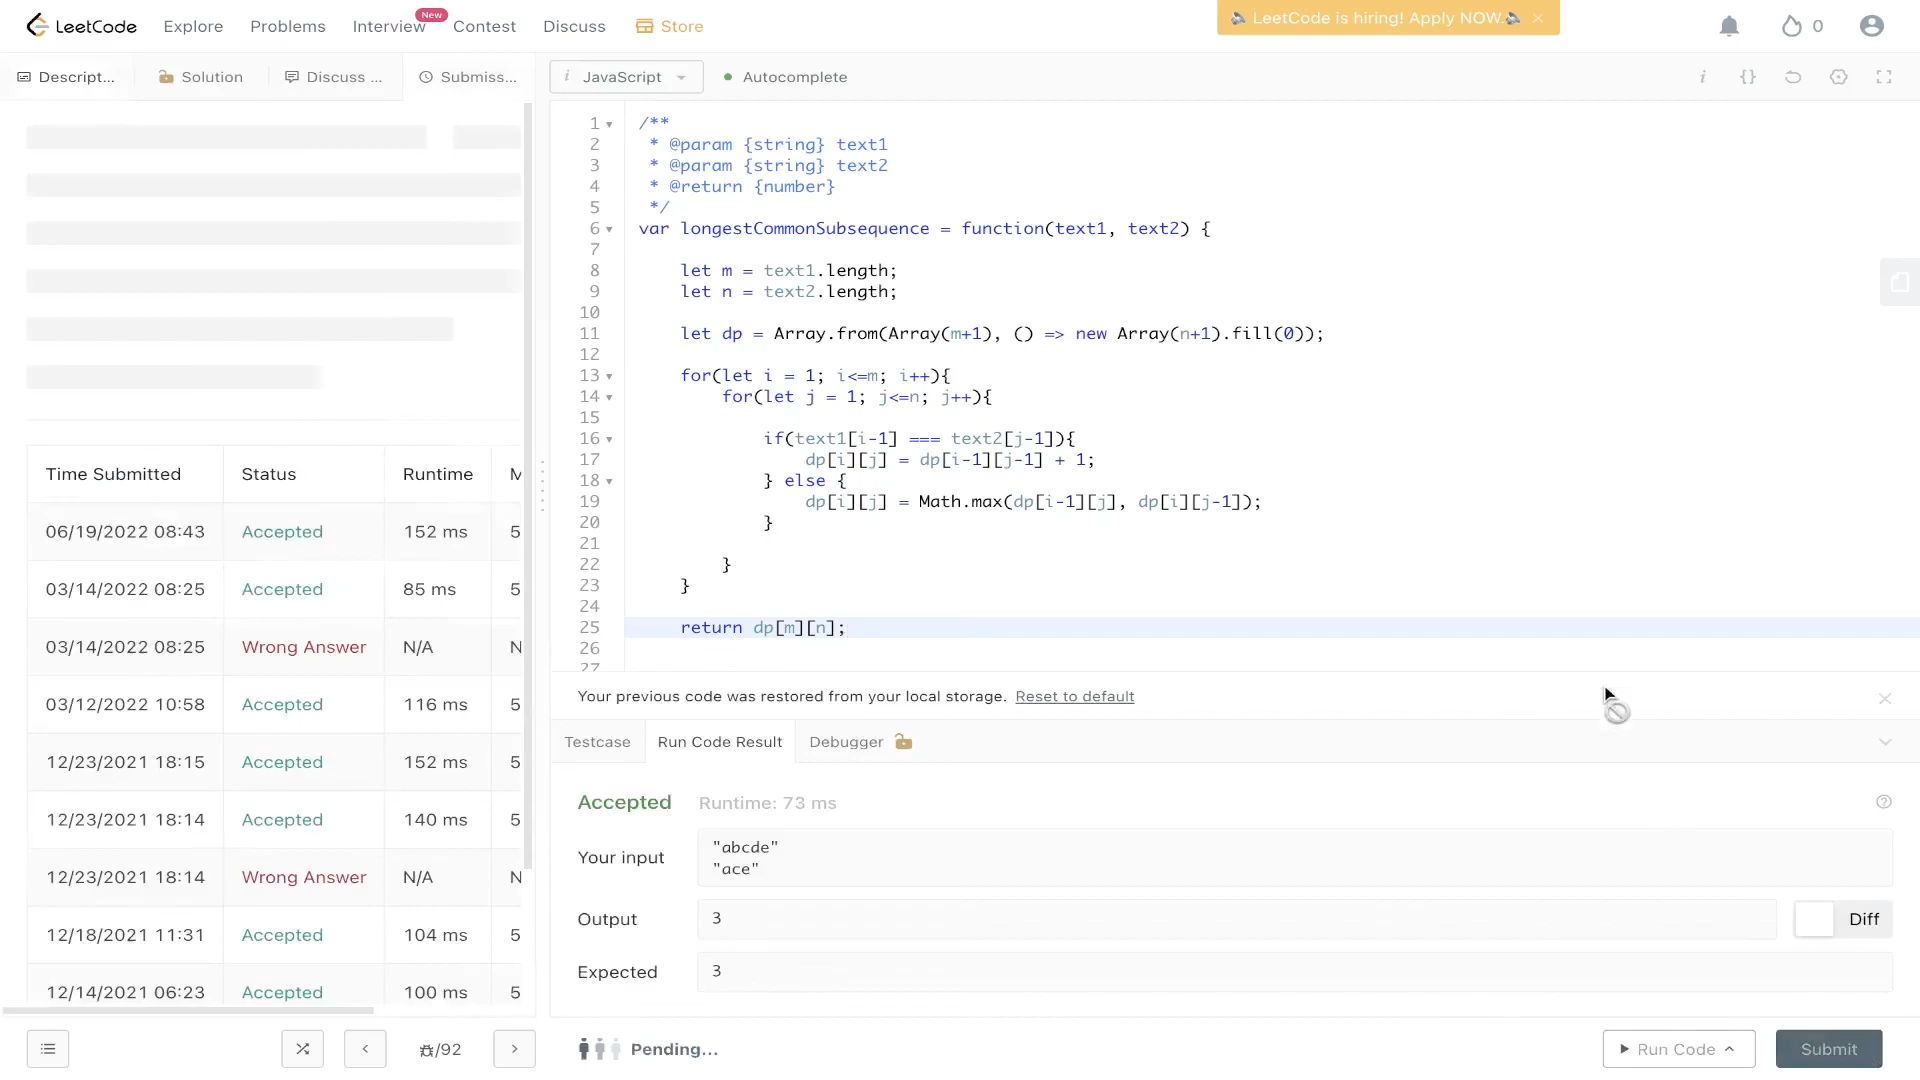 LeetCode
Explore
Problems
Interview
New
Contest
Discuss
Store
LeetCode is hiring! Apply NOW.
0
Descript...
Solution
Discuss ...
Submiss...
i JavaScript
Autocomplete
i
{}
1 /**
2 * @param {string} text1
3 * @param {string} text2
4 * @return {number}
5 */
6 var longestCommonSubsequence = function(text1, text2) {
7
8 let m = text1.length;
9 let n = text2.length;
10
11 let dp = Array.from(Array(m+1), () => new Array(n+1).fill(0));
12
13 for(let i = 1; i<=m; i++){
14 for(let j = 1; j<=n; j++){
15
16 if(text1[i-1] === text2[j-1]){
17 dp[i][j] = dp[i-1][j-1] + 1;
18 } else {
19 dp[i][j] = Math.max(dp[i-1][j], dp[i][j-1]);
20 }
21
22 }
23 }
24
25 return dp[m][n];
26
27
Time Submitted Status Runtime M
06/19/2022 08:43 Accepted 152 ms 5
03/14/2022 08:25 Accepted 85 ms 5
03/14/2022 08:25 Wrong Answer N/A N
03/12/2022 10:58 Accepted 116 ms 5
12/23/2021 18:15 Accepted 152 ms 5
12/23/2021 18:14 Accepted 140 ms 5
12/23/2021 18:14 Wrong Answer N/A N
12/18/2021 11:31 Accepted 104 ms 5
12/14/2021 06:23 Accepted 100 ms 5
Your previous code was restored from your local storage. Reset to default
Testcase
Run Code Result
Debugger
Accepted Runtime: 73 ms
Your input
"abcde"
"ace"
Output
3
Diff
Expected
3
/92
Pending...
Run Code
Submit